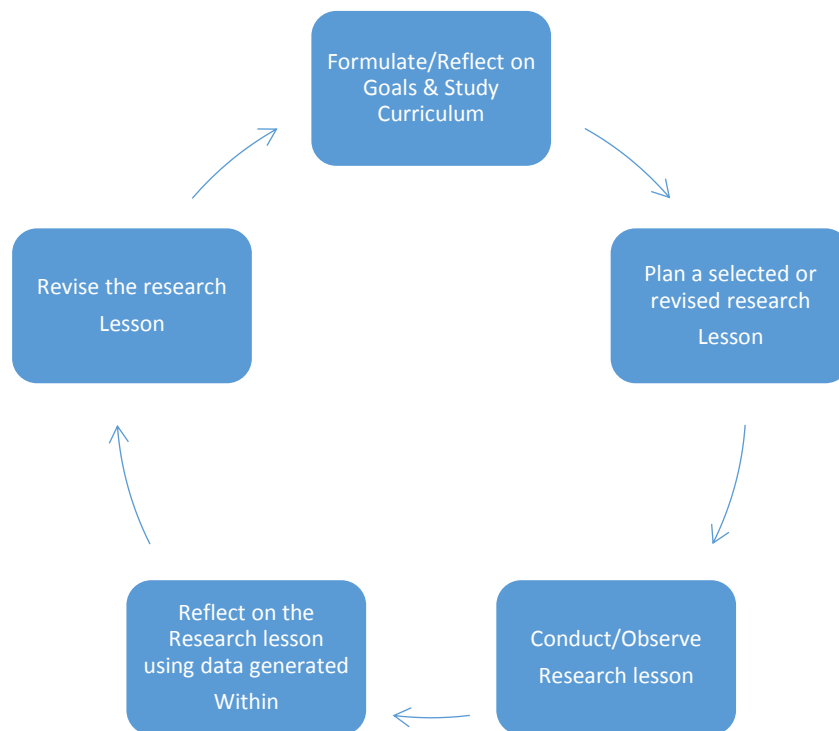 Formulate/Reflect on
Goals & Study
Curriculum
Plan a selected or
revised research
Lesson
Conduct/Observe
Research lesson
Reflect on the
Research lesson
using data generated
Within
Revise the research
Lesson